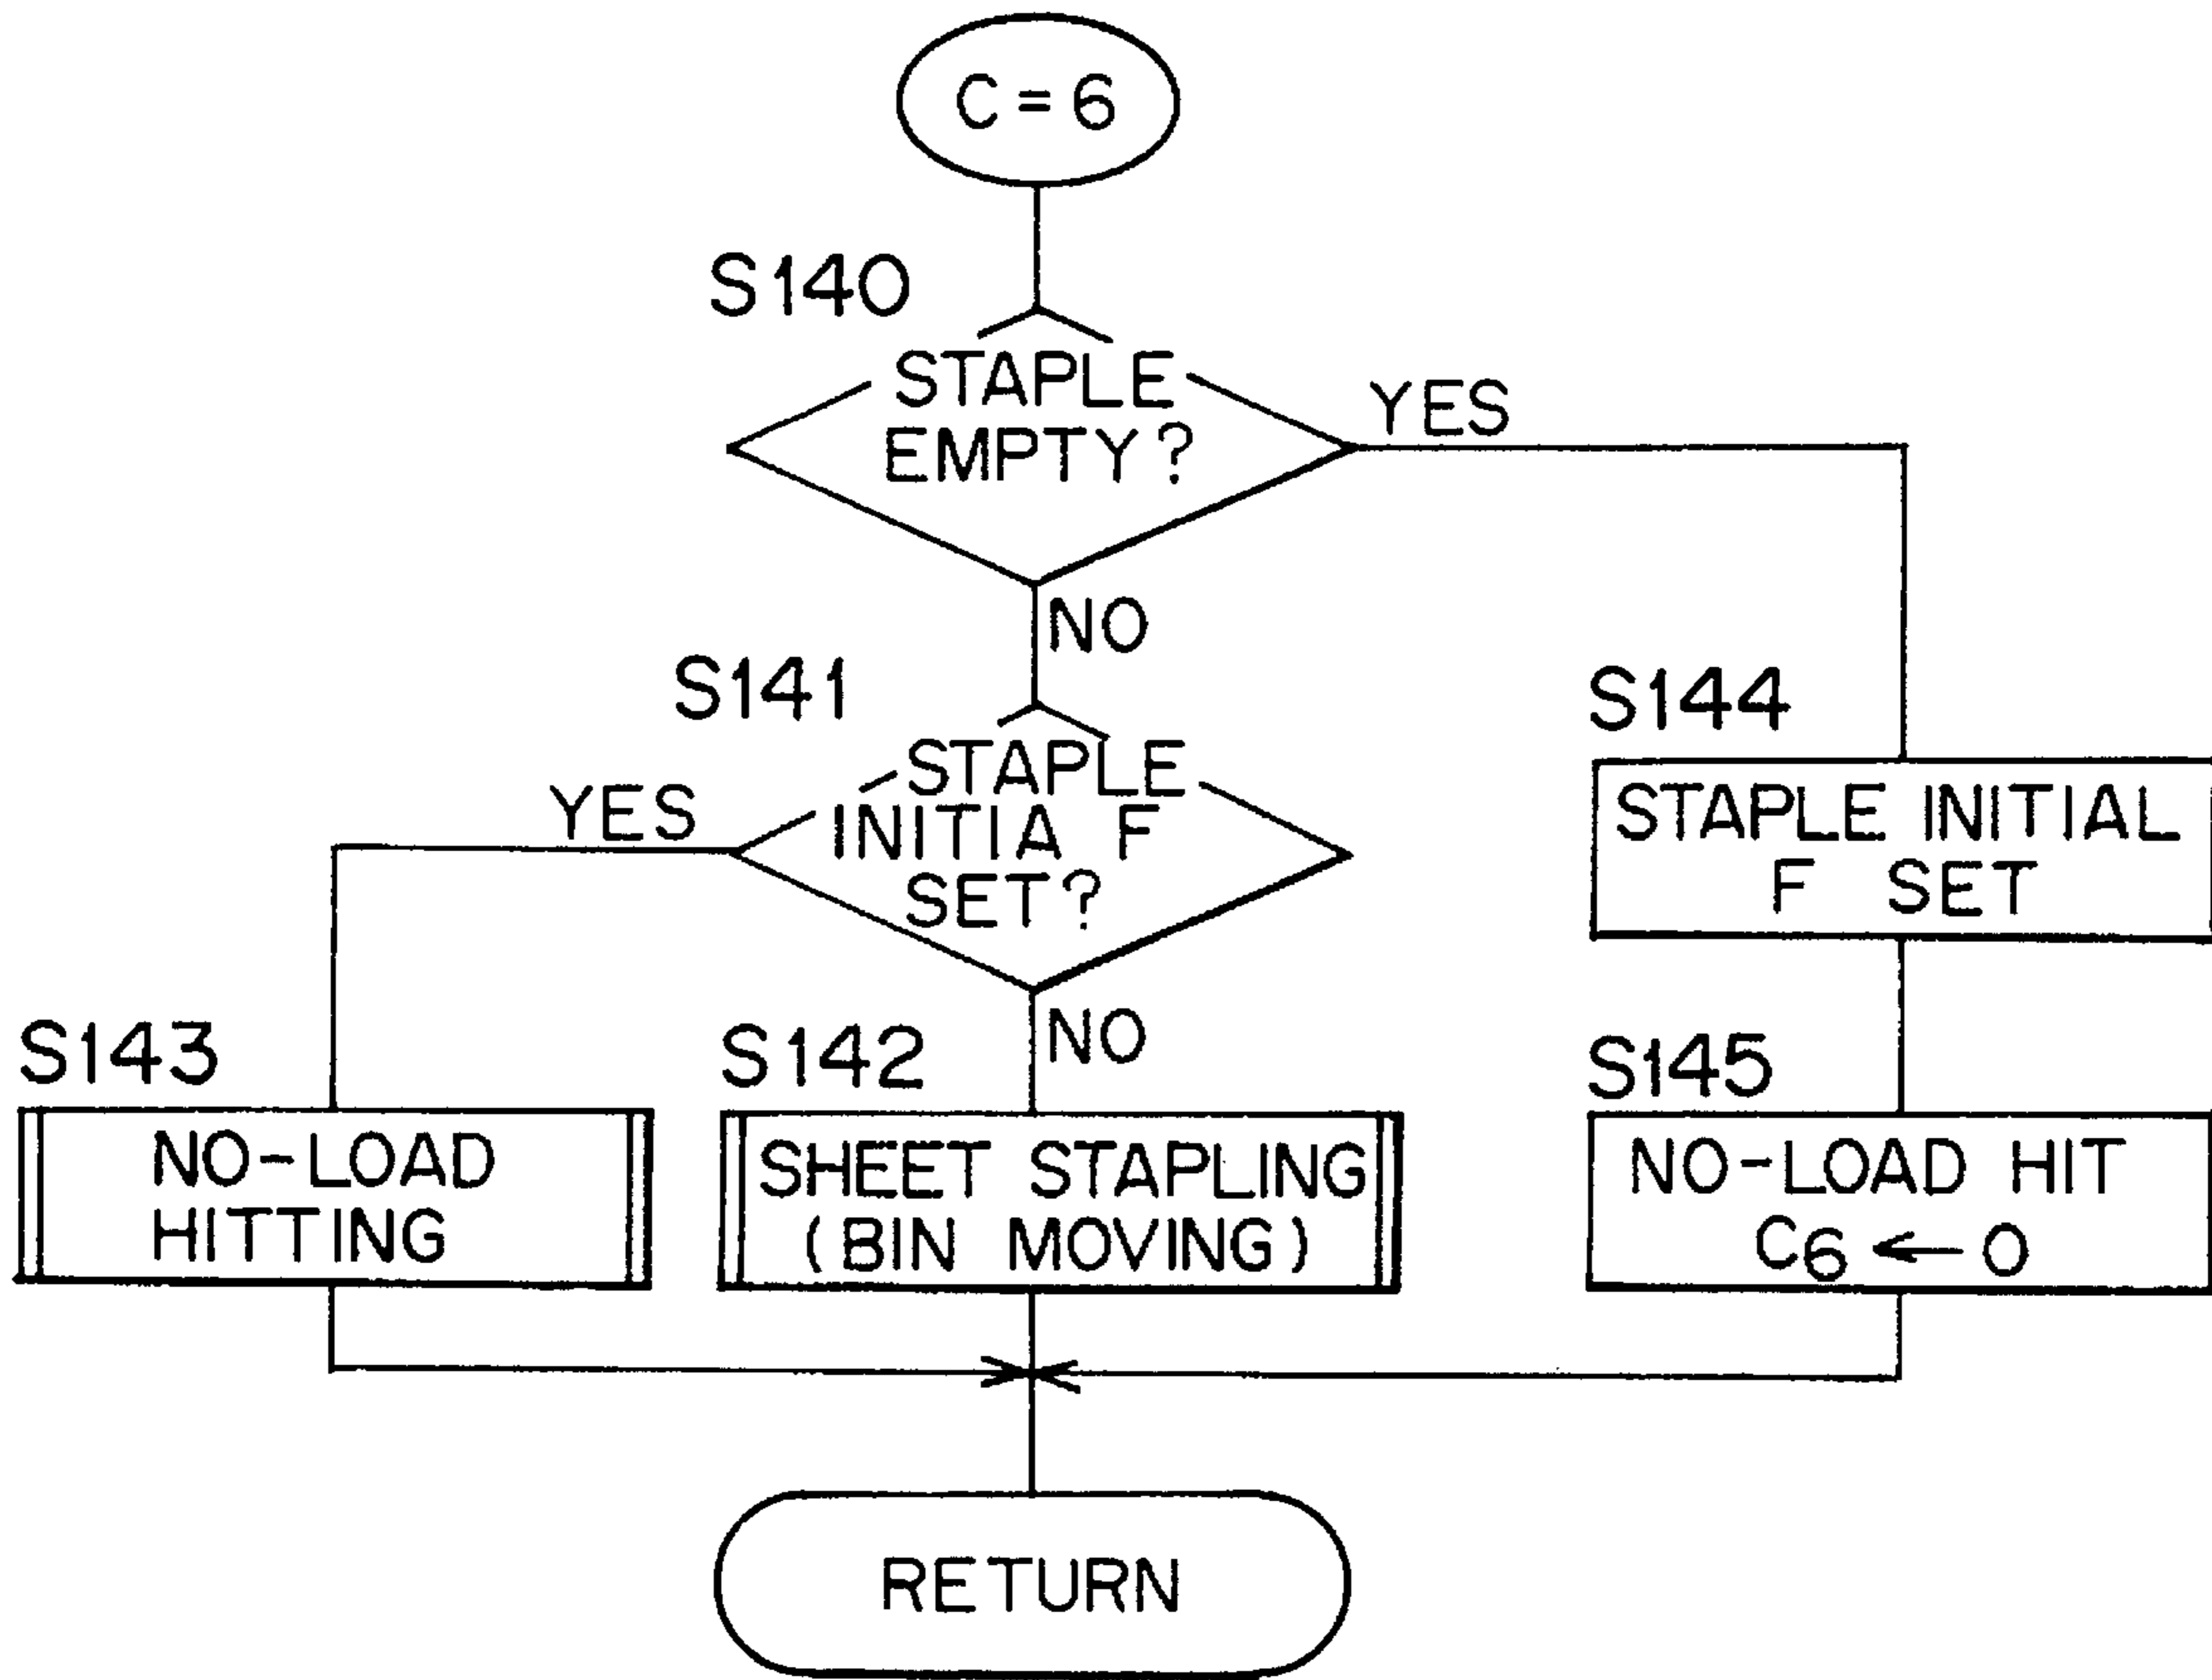 C = 6
S140
STAPLE
EMPTY?
YES
NO
S141
STAPLE
INITIA F
SET?
YES
NO
S144
STAPLE INITIAL
F SET
S143
NO-LOAD
HITTING
S142
SHEET STAPLING
(BIN MOVING)
S145
NO-LOAD HIT
C6 ← 0
RETURN